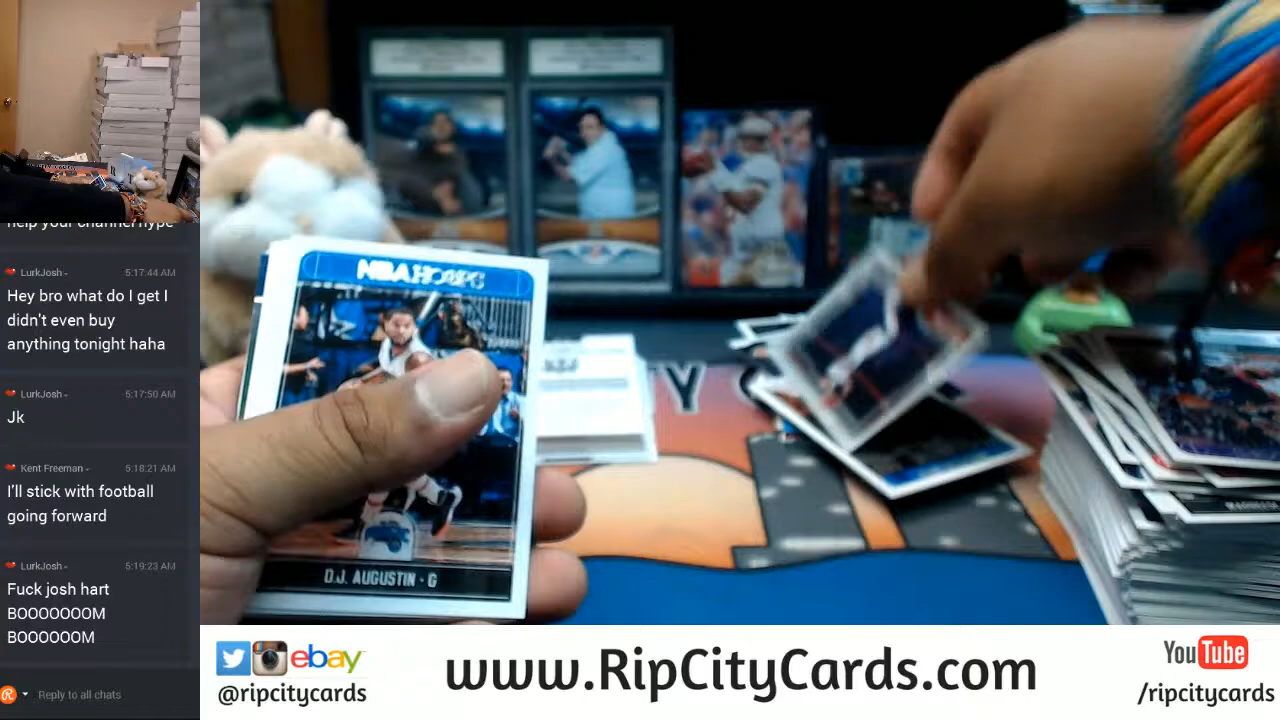 help your channel hype
LurkJosh -
5:17:44 AM
Hey bro what do I get I
didn't even buy
anything tonight haha
LurkJosh -
5:17:50 AM
Jk
Kent Freeman -
5:18:21 AM
I'll stick with football
going forward
LurkJosh -
5:19:23 AM
Fuck josh hart
BOOOOOOOM
BOOOOOOM
Reply to all chats
NBA HOOPS
D.J. AUGUSTIN · G
TY C
ebay
@ripcitycards
www.RipCityCards.com
YouTube
/ripcitycards